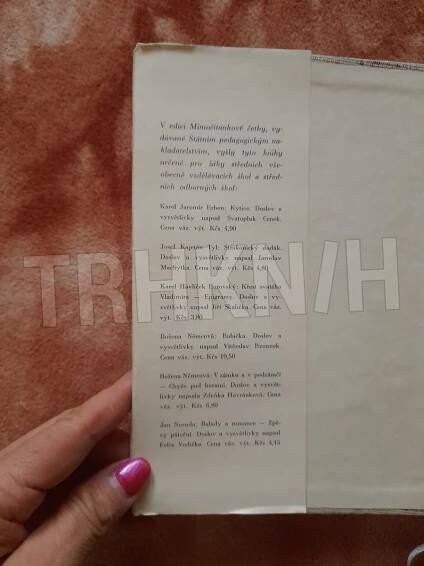 V edici Mimočítankové četby, vy-
dávané Státním pedagogickým na-
kladatelstvím, vyšly tyto knihy
určené pro žáky středních vše-
obecně vzdělávacích škol a střed-
ních odborných škol:
Karel Jaromír Erben: Kytice. Doslov a
vysvětlivky napsal Svatopluk
Cena váz. výt. Kčs 4,90
Josef Kajetán Tyl: Strakonický dudák.
Doslov a vysvětlivky napsal Jaroslav
Machytka. Cena váz. výt. Kčs 4,80
TRHKNIH
Karel Havlíček Borovský: Křest svatého
Vladimíra — Epigramy. Doslov a vy-
světlivky napsal Jiří Skalička. Cena váz.
výt. Kčs 3,80
Božena Němcová: Babička. Doslov a
vysvětlivky napsal Vítězslav
Cena váz. výt. Kčs 10,50
Božena Němcová: V zámku a v podzámčí
— Chyže pod horami. Doslov a vysvět-
livky napsala Zdeňka Havránková. Cena
váz. výt. Kčs 6,80
Jan Neruda: Balady a romance — Zpě-
vy páteční. Doslov a vysvětlivky napsal
Felix Vodička. Cena váz. výt. Kčs 4,15